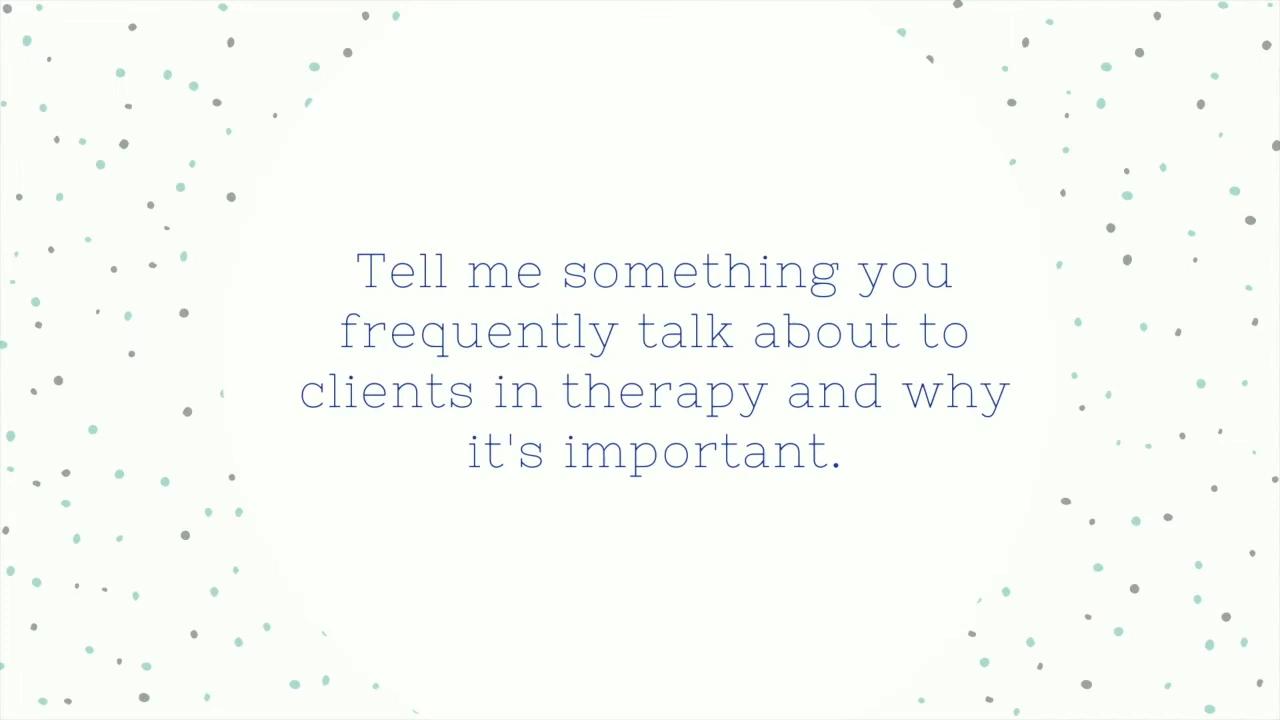 Tell me something you
frequently talk about to
clients in therapy and why
it's important.